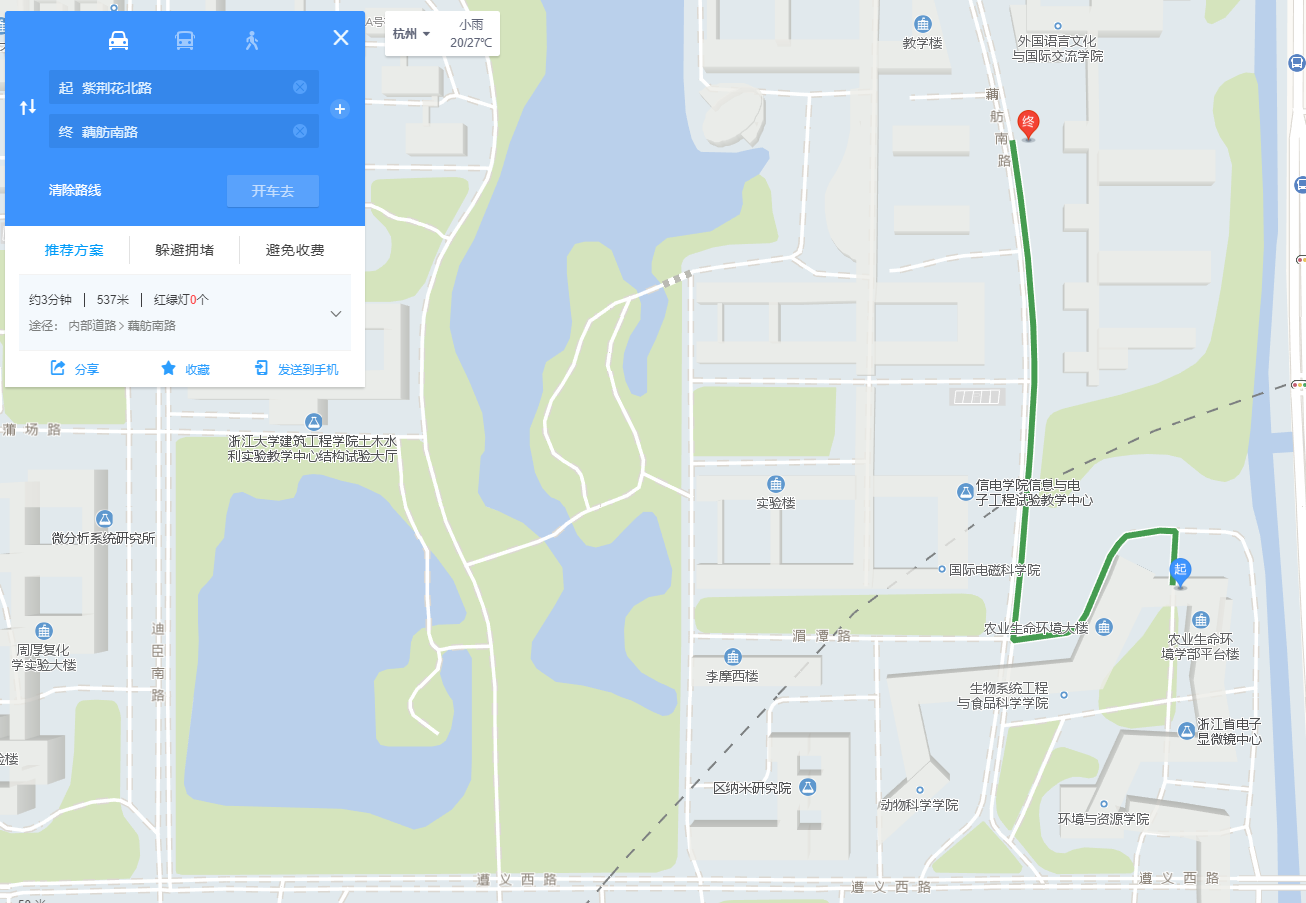 A号
杭州
小雨
20/27℃
起 紫荆花北路
终 藕舫南路
清除路线
开车去
推荐方案
躲避拥堵
避免收费
约3分钟
537米
红绿灯0个
途径：
内部道路 > 藕舫南路
分享
收藏
发送到手机
教学楼
外国语言文化
与国际交流学院
藕舫南路
终
蒲场路
浙江大学建筑工程学院土木水
利实验教学中心结构试验大厅
微分析系统研究所
实验楼
信电学院信息与电
子工程试验教学中心
国际电磁科学院
起
周厚复化
学实验大楼
迪臣南路
湄潭路
农业生命环境大楼
农业生命环
境学部平台楼
李摩西楼
生物系统工程
与食品科学学院
浙江省电子
显微镜中心
验楼
区纳米研究院
动物科学学院
环境与资源学院
遵义西路
遵义西路
遵义西路